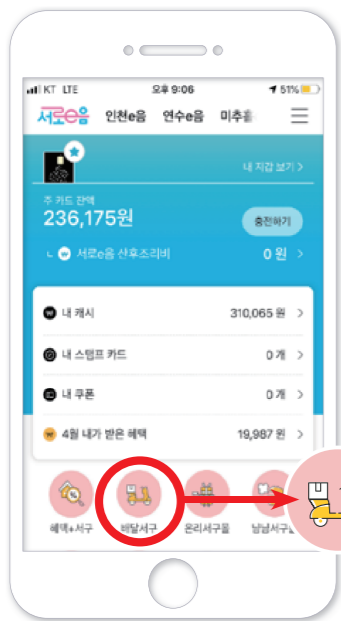 KT LTE 오후 9:06 51%
서로e음 인천e음 연수e음 미추홀
내 지갑 보기 >
주 카드 잔액
236,175원 충전하기
ㄴ 서로e음 산후조리비 0 원 >
내 캐시 310,065 원 >
내 스탬프 카드 0 개 >
내 쿠폰 0 개 >
4월 내가 받은 혜택 19,987 원 >
혜택+서구 배달서구 온리서구몰 냠냠서구